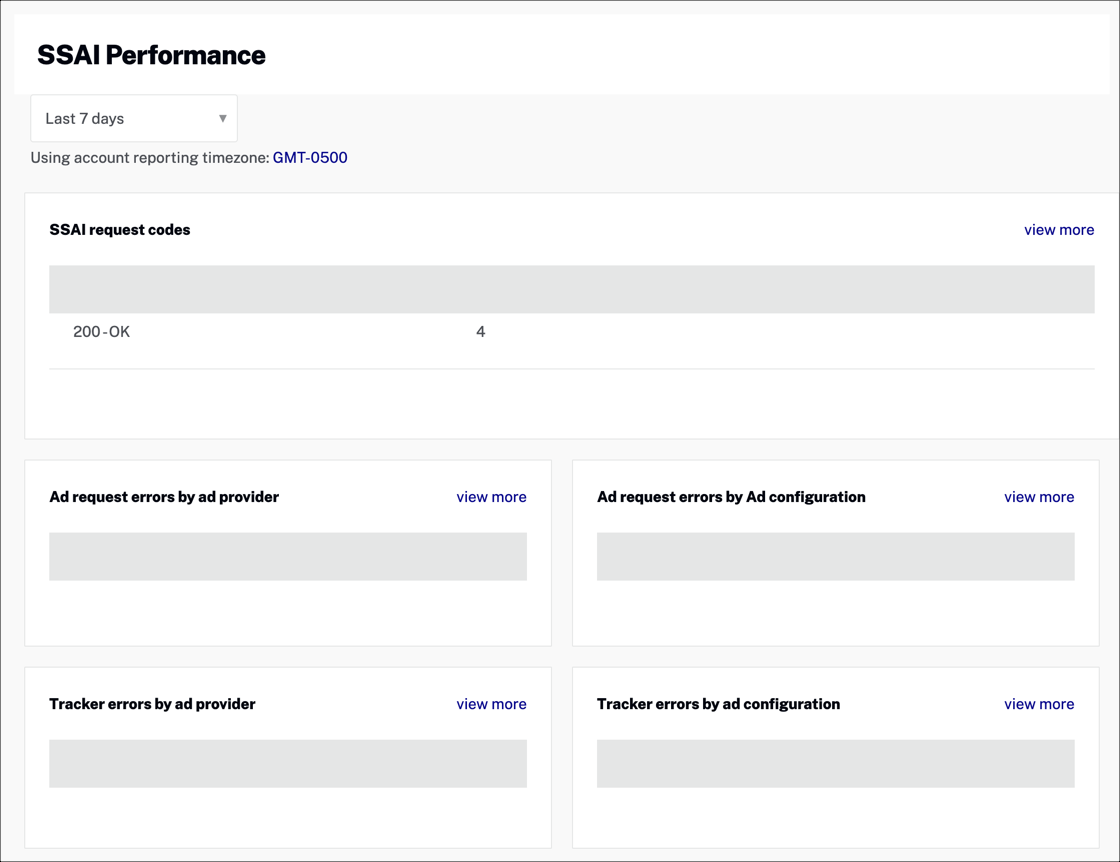 SSAI Performance
Last 7 days
Using account reporting timezone: GMT-0500
SSAI request codes view more
200 - OK 4
Ad request errors by ad provider view more
Ad request errors by Ad configuration view more
Tracker errors by ad provider view more
Tracker errors by ad configuration view more